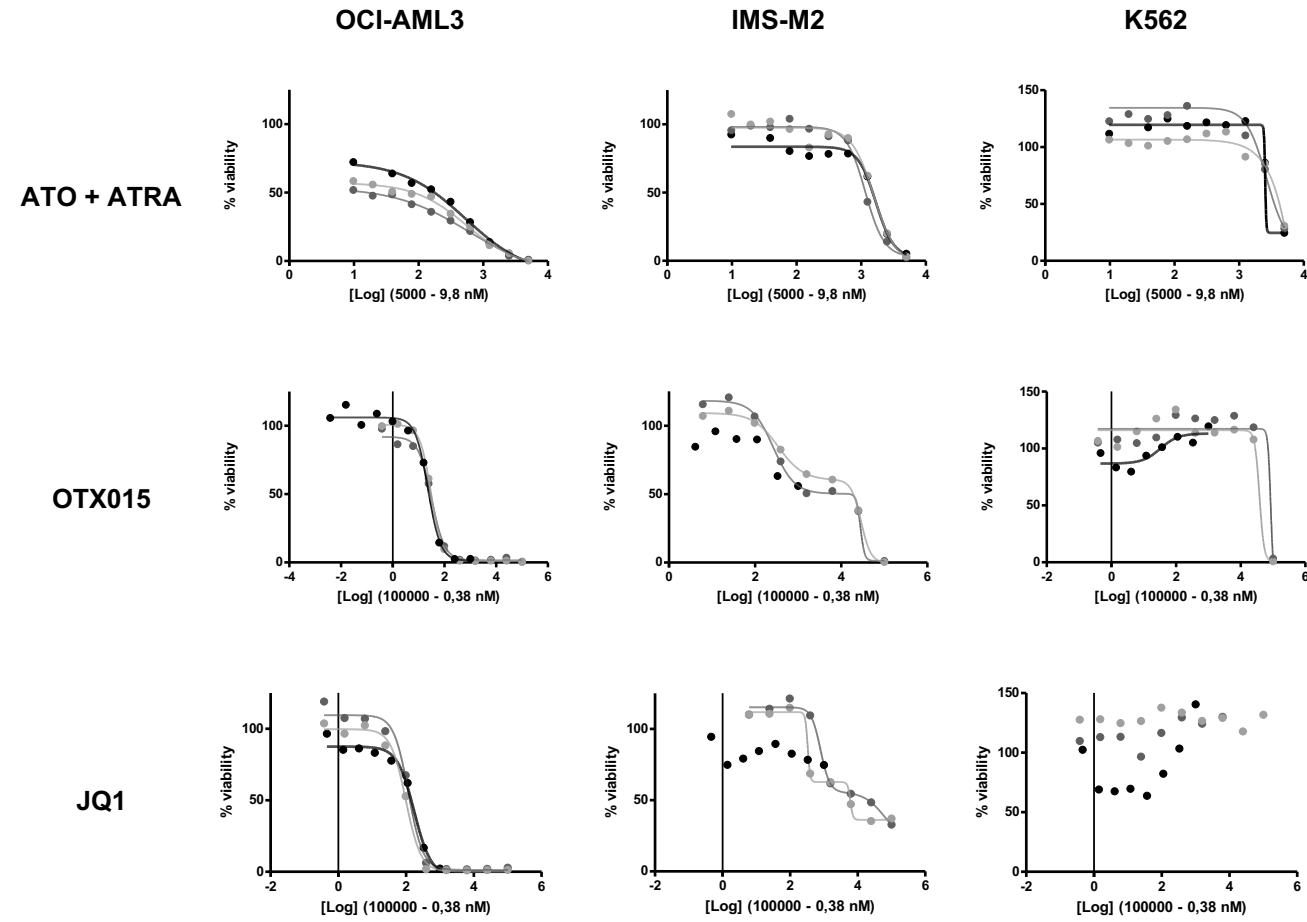 OCI-AML3 IMS-M2 K562
ATO + ATRA
% viability
100
50
0
0 1 2 3 4
[Log] (5000 - 9,8 nM)
% viability
100
50
0
0 1 2 3 4
[Log] (5000 - 9,8 nM)
% viability
150
100
50
0
0 1 2 3 4
[Log] (5000 - 9,8 nM)
OTX015
% viability
100
50
0
-4 -2 0 2 4 6
[Log] (100000 - 0,38 nM)
% viability
100
50
0
0 2 4 6
[Log] (100000 - 0,38 nM)
% viability
150
100
50
0
-2 0 2 4 6
[Log] (100000 - 0,38 nM)
JQ1
% viability
100
50
0
-2 0 2 4 6
[Log] (100000 - 0,38 nM)
% viability
100
50
0
-2 0 2 4 6
[Log] (100000 - 0,38 nM)
% viability
150
100
50
0
-2 0 2 4 6
[Log] (100000 - 0,38 nM)